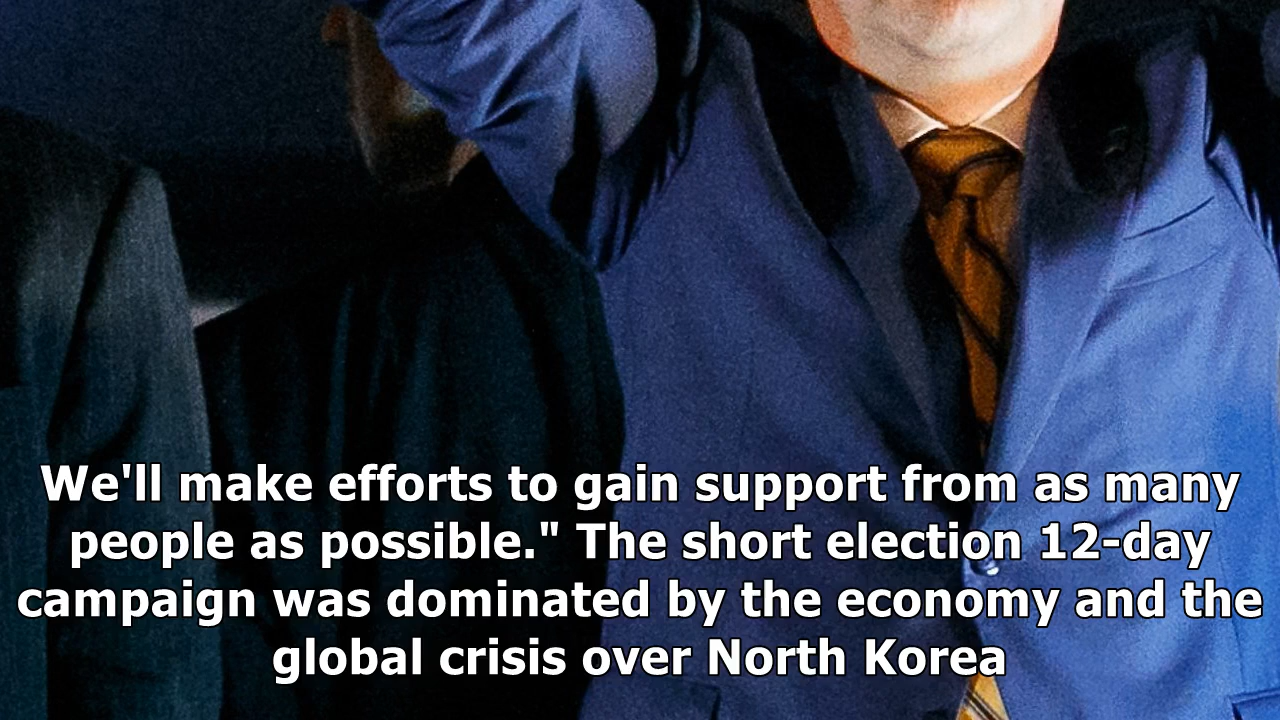 We'll make efforts to gain support from as many
people as possible." The short election 12-day
campaign was dominated by the economy and the
global crisis over North Korea